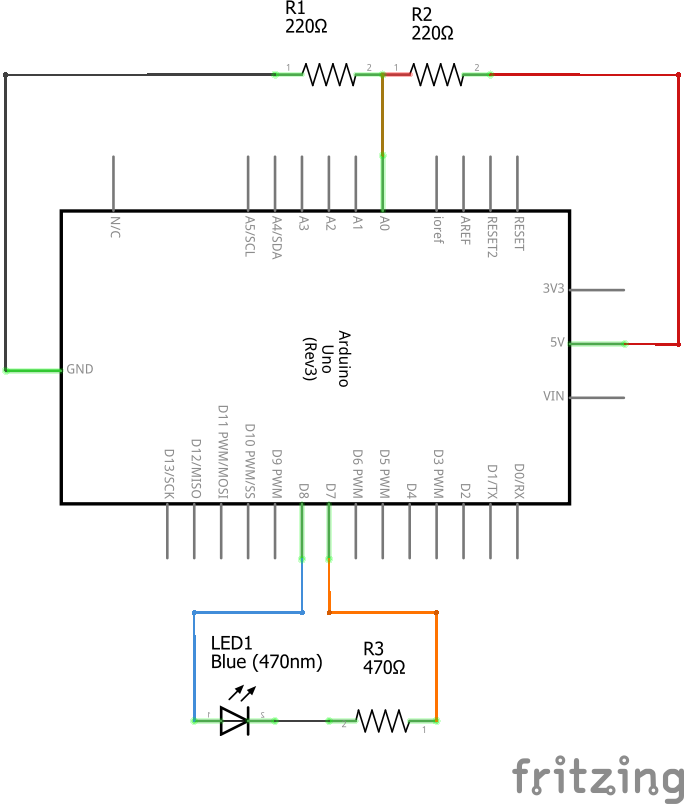 R1
220Ω
R2
220Ω
1
2
1
2
N/C
A5/SCL
A4/SDA
A3
A2
A1
A0
ioref
AREF
RESET2
RESET
3V3
5V
VIN
GND
Arduino
Uno
(Rev3)
D13/SCK
D12/MISO
D11 PWM/MOSI
D10 PWM/SS
D9 PWM
D8
D7
D6 PWM
D5 PWM
D4
D3 PWM
D2
D1/TX
D0/RX
LED1
Blue (470nm)
R3
470Ω
2
1
fritzing